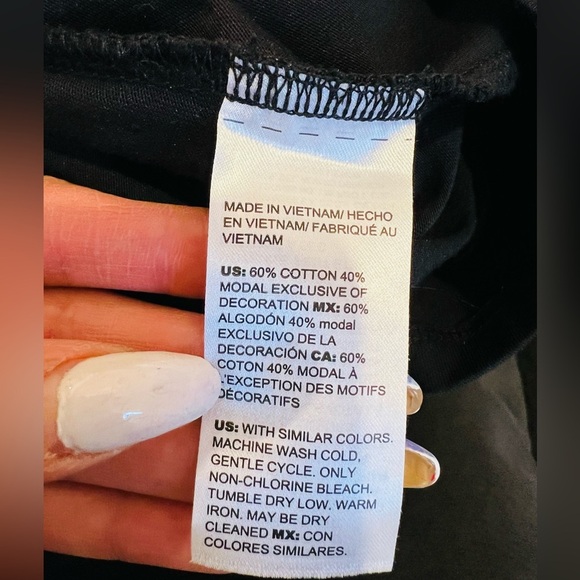 MADE IN VIETNAM/ HECHO
EN VIETNAM/ FABRIQUÉ AU
VIETNAM
US: 60% COTTON 40%
MODAL EXCLUSIVE OF
DECORATION MX: 60%
ALGODÓN 40% modal
EXCLUSIVO DE LA
DECORACIÓN CA: 60%
COTON 40% MODAL À
L'EXCEPTION DES MOTIFS
DÉCORATIFS
US: WITH SIMILAR COLORS.
MACHINE WASH COLD,
GENTLE CYCLE. ONLY
NON-CHLORINE BLEACH.
TUMBLE DRY LOW. WARM
IRON. MAY BE DRY
CLEANED MX: CON
COLORES SIMILARES.